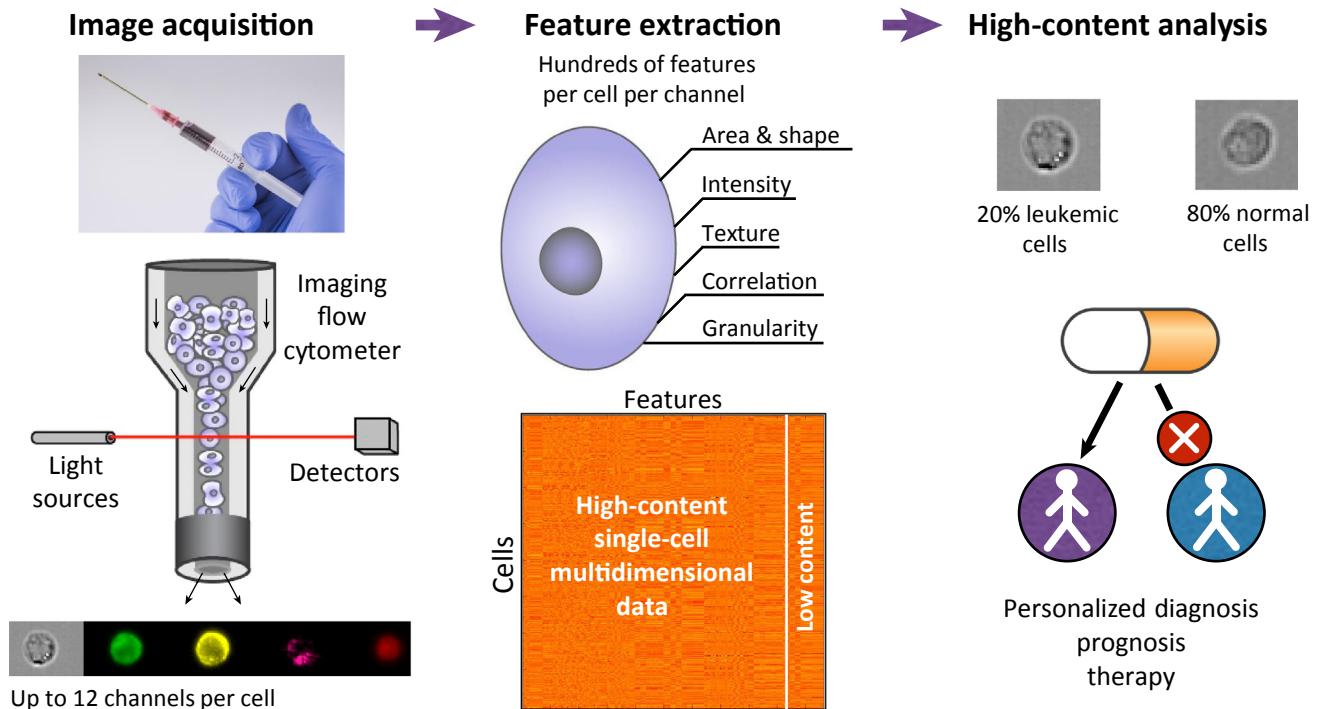 Image acquisition
Feature extraction
High-content analysis
Imaging
flow
cytometer
Light
sources
Detectors
Up to 12 channels per cell
Hundreds of features
per cell per channel
Area & shape
Intensity
Texture
Correlation
Granularity
Features
Cells
High-content
single-cell
multidimensional
data
Low content
20% leukemic
cells
80% normal
cells
Personalized diagnosis
prognosis
therapy